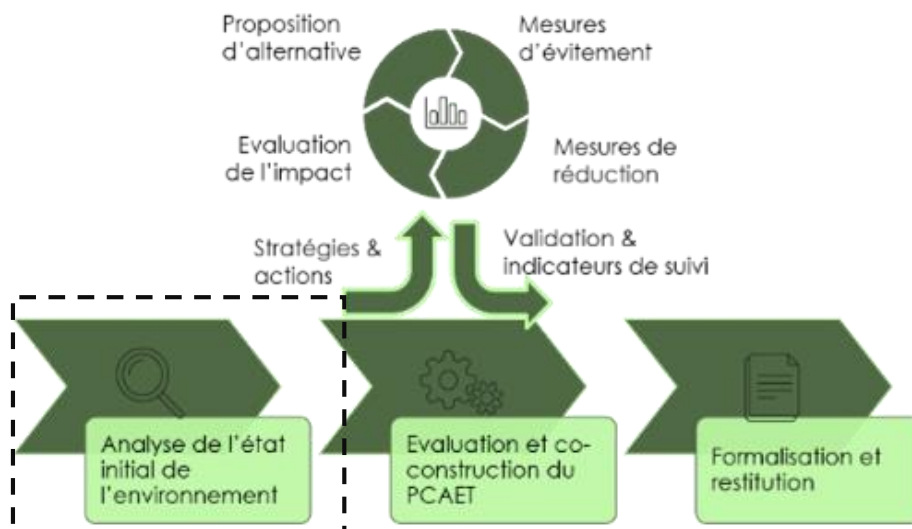 Proposition
d'alternative
Mesures
d'évitement
Evaluation
de l'impact
Mesures de
réduction
Stratégies &
actions
Validation &
indicateurs de suivi
Analyse de l'état
initial de
l'environnement
Evaluation et co-
construction du
PCAET
Formalisation et
restitution